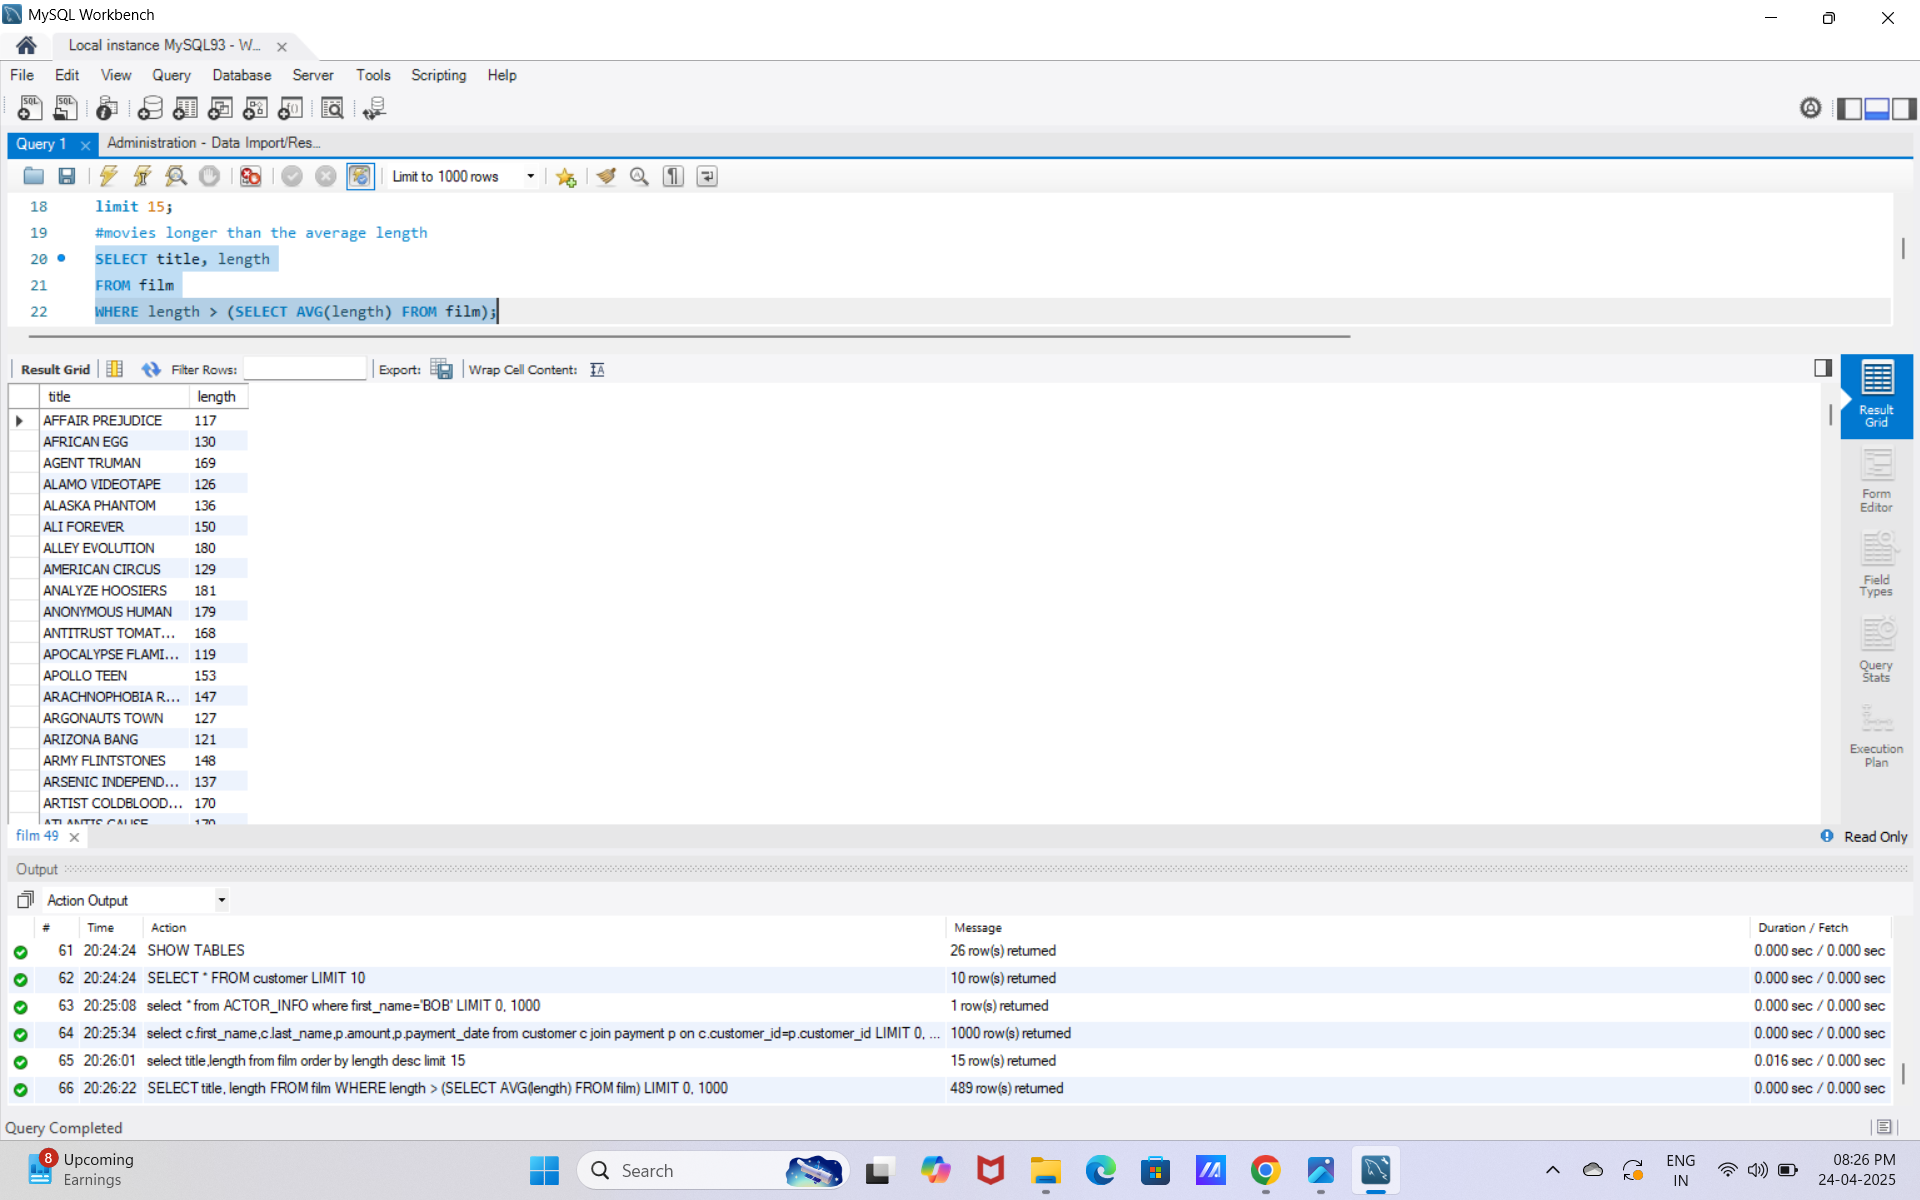 MySQL Workbench
Local instance MySQL93 - W...
File Edit View Query Database Server Tools Scripting Help
Query 1
Administration - Data Import/Res...
Limit to 1000 rows
18 limit 15;
19 #movies longer than the average length
20 SELECT title, length
21 FROM film
22 WHERE length > (SELECT AVG(length) FROM film);
Result Grid Filter Rows: Export: Wrap Cell Content:
title length
AFFAIR PREJUDICE 117
AFRICAN EGG 130
AGENT TRUMAN 169
ALAMO VIDEOTAPE 126
ALASKA PHANTOM 136
ALI FOREVER 150
ALLEY EVOLUTION 180
AMERICAN CIRCUS 129
ANALYZE HOOSIERS 181
ANONYMOUS HUMAN 179
ANTITRUST TOMAT... 168
APOCALYPSE FLAMI... 119
APOLLO TEEN 153
ARACHNOPHOBIA R... 147
ARGONAUTS TOWN 127
ARIZONA BANG 121
ARMY FLINTSTONES 148
ARSENIC INDEPEND... 137
ARTIST COLDBLOOD... 170
ATLANTIS CAUSE 170
Result
Grid
Form
Editor
Field
Types
Query
Stats
Execution
Plan
film 49
Read Only
Output
Action Output
# Time Action Message Duration / Fetch
61 20:24:24 SHOW TABLES 26 row(s) returned 0.000 sec / 0.000 sec
62 20:24:24 SELECT * FROM customer LIMIT 10 10 row(s) returned 0.000 sec / 0.000 sec
63 20:25:08 select * from ACTOR_INFO where first_name='BOB' LIMIT 0, 1000 1 row(s) returned 0.000 sec / 0.000 sec
64 20:25:34 select c.first_name,c.last_name,p.amount,p.payment_date from customer c join payment p on c.customer_id=p.customer_id LIMIT 0, ... 1000 row(s) returned 0.000 sec / 0.000 sec
65 20:26:01 select title,length from film order by length desc limit 15 15 row(s) returned 0.016 sec / 0.000 sec
66 20:26:22 SELECT title, length FROM film WHERE length > (SELECT AVG(length) FROM film) LIMIT 0, 1000 489 row(s) returned 0.000 sec / 0.000 sec
Query Completed
8
Upcoming
Earnings
Search
ENG
IN
08:26 PM
24-04-2025